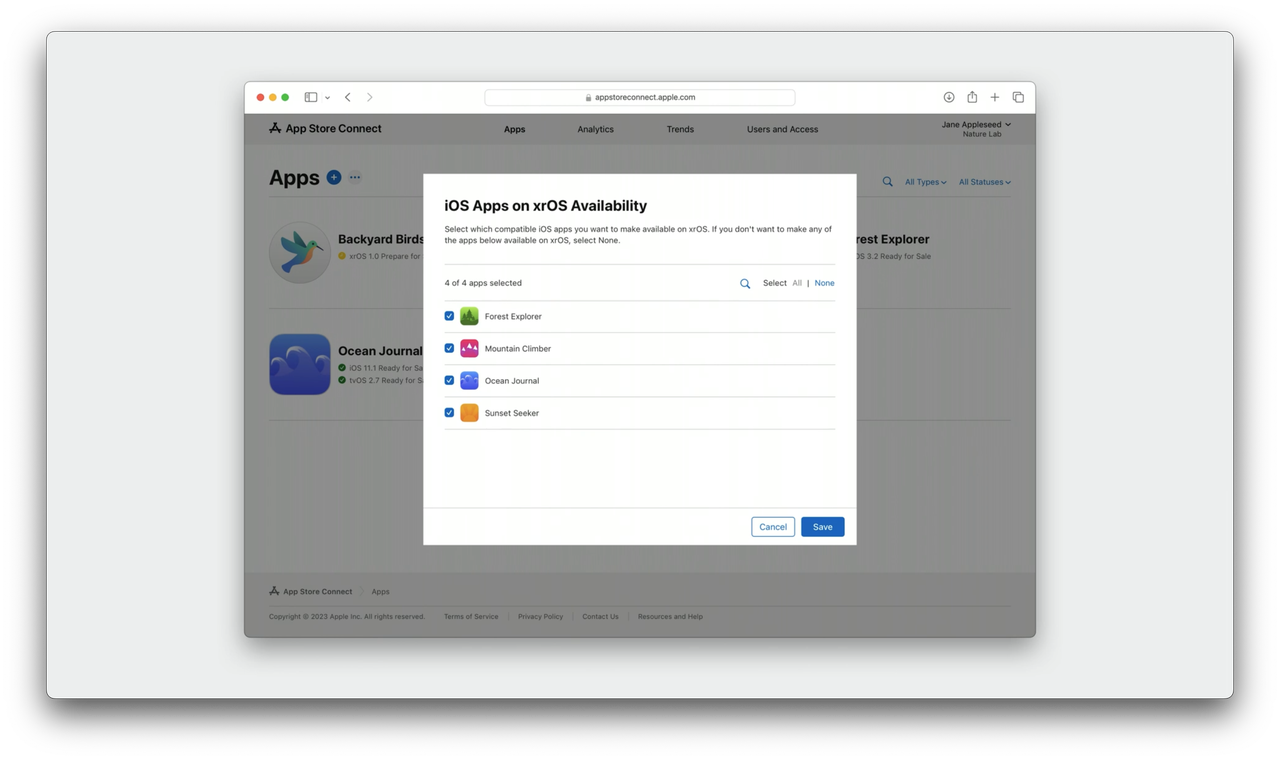 appstoreconnect.apple.com
App Store Connect Apps Analytics Trends Users and Access Jane Appleseed
Nature Lab
Apps All Types All Statuses
iOS Apps on xrOS Availability
Select which compatible iOS apps you want to make available on xrOS. If you don't want to make any of
the apps below available on xrOS, select None.
4 of 4 apps selected Select All | None
Forest Explorer
Mountain Climber
Ocean Journal
Sunset Seeker
Cancel Save
Backyard Birds
xrOS 1.0 Prepare for
Explorer
3.2 Ready for Sale
Ocean Journal
iOS 11.1 Ready for
tvOS 2.7 Ready for
App Store Connect Apps
Copyright © 2023 Apple Inc. All rights reserved. Terms of Service Privacy Policy Contact Us Resources and Help